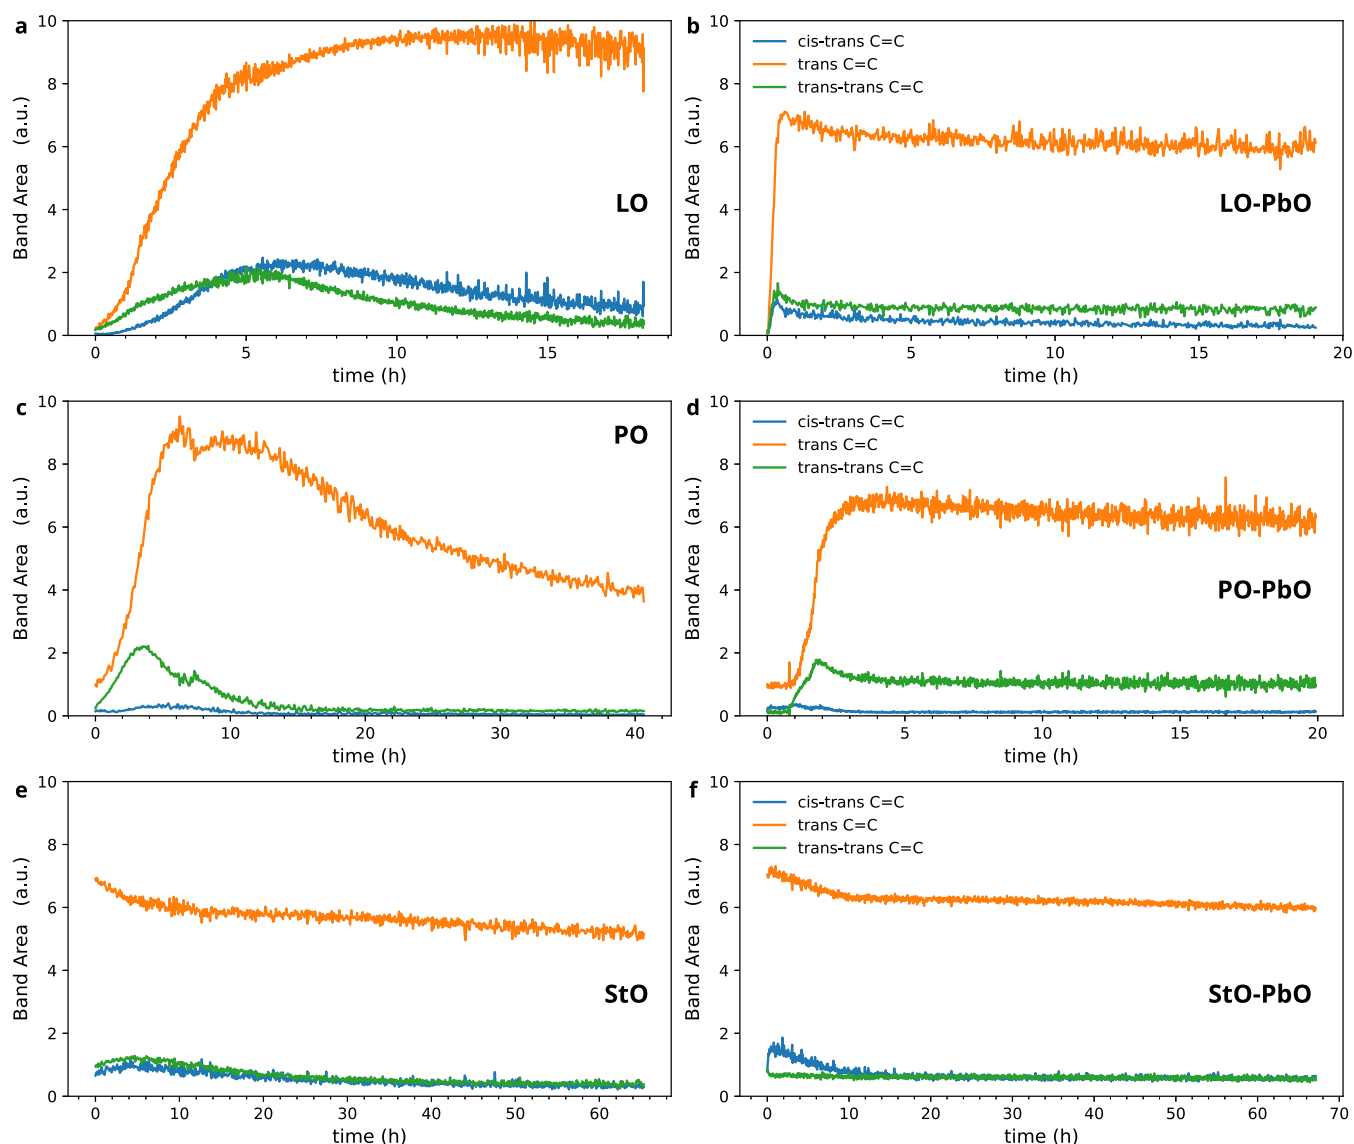 a
10
8
6
4
2
0
Band Area (a.u.)
LO
0 5 10 15
time (h)
b
10
8
6
4
2
0
Band Area (a.u.)
cis-trans C=C
trans C=C
trans-trans C=C
LO-PbO
0 5 10 15 20
time (h)
c
10
8
6
4
2
0
Band Area (a.u.)
PO
0 10 20 30 40
time (h)
d
10
8
6
4
2
0
Band Area (a.u.)
cis-trans C=C
trans C=C
trans-trans C=C
PO-PbO
0 5 10 15 20
time (h)
e
10
8
6
4
2
0
Band Area (a.u.)
StO
0 10 20 30 40 50 60
time (h)
f
10
8
6
4
2
0
Band Area (a.u.)
cis-trans C=C
trans C=C
trans-trans C=C
StO-PbO
0 10 20 30 40 50 60 70
time (h)